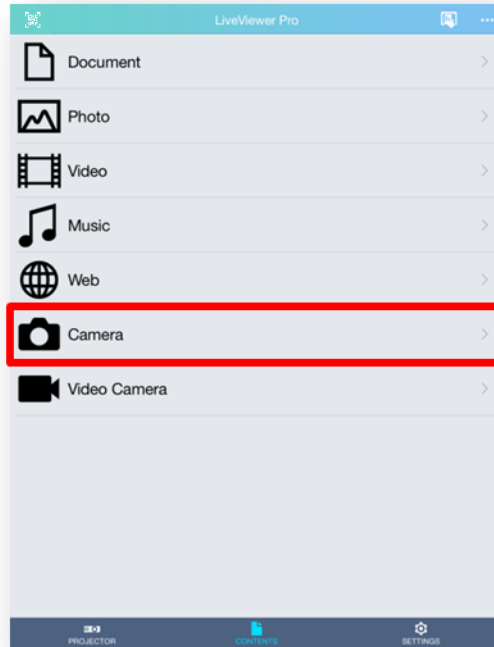 LiveViewer Pro
Document
Photo
Video
Music
Web
Camera
Video Camera
PROJECTOR
CONTENTS
SETTINGS